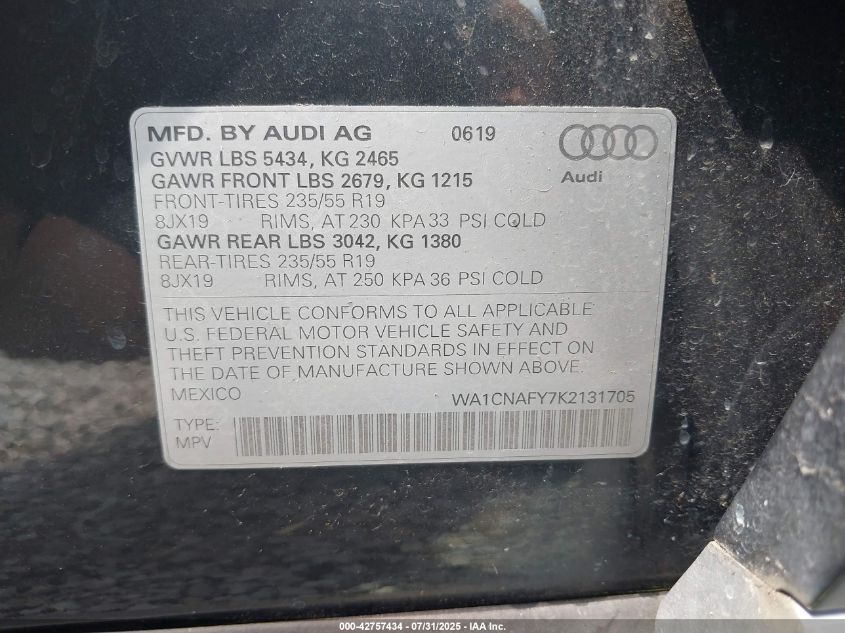 MFD. BY AUDI AG 0619
GVWR LBS 5434, KG 2465
GAWR FRONT LBS 2679, KG 1215
Audi
FRONT-TIRES 235/55 R19
8JX19 RIMS, AT 230 KPA 33 PSI COLD
GAWR REAR LBS 3042, KG 1380
REAR-TIRES 235/55 R19
8JX19 RIMS, AT 250 KPA 36 PSI COLD
THIS VEHICLE CONFORMS TO ALL APPLICABLE
U.S. FEDERAL MOTOR VEHICLE SAFETY AND
THEFT PREVENTION STANDARDS IN EFFECT ON
THE DATE OF MANUFACTURE SHOWN ABOVE.
MEXICO WA1CNAFY7K2131705
TYPE:
MPV
000-42757434 - 07/31/2025 - IAA Inc.